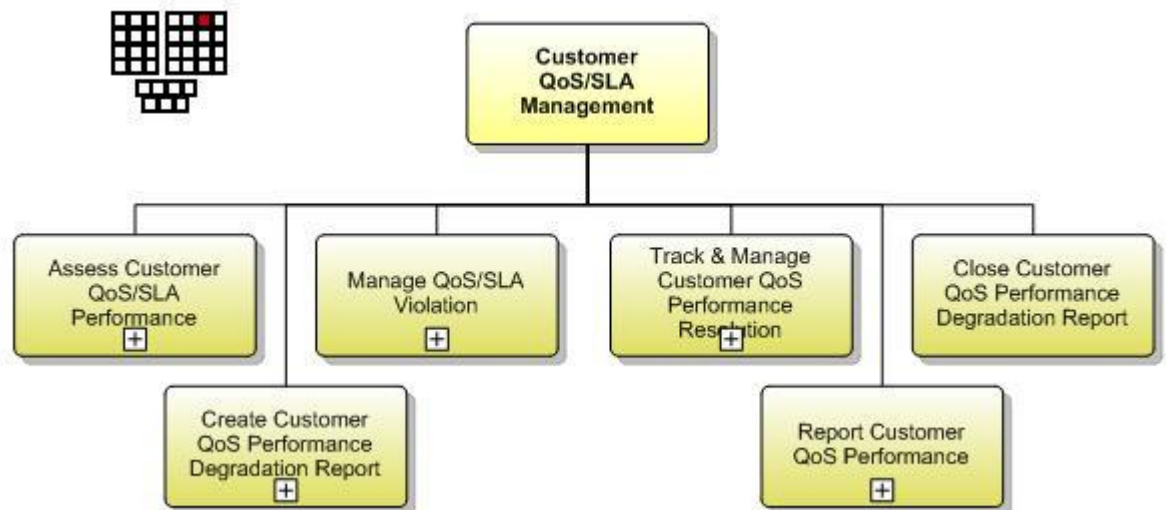 Customer
QoS/SLA
Management
Assess Customer
QoS/SLA
Performance
Manage QoS/SLA
Violation
Track & Manage
Customer QoS
Performance
Resolution
Close Customer
QoS Performance
Degradation Report
Create Customer
QoS Performance
Degradation Report
Report Customer
QoS Performance